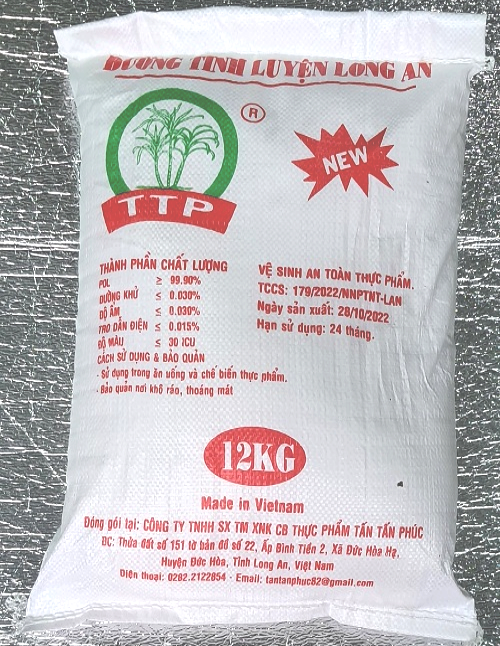 ĐƯỜNG TINH LUYỆN LONG AN
®
NEW
TTP
THÀNH PHẦN CHẤT LƯỢNG
POL ≥ 99.90%
ĐƯỜNG KHỬ ≤ 0.030%
ĐỘ ẨM ≤ 0.030%
TRO DẪN ĐIỆN ≤ 0.015%
ĐỘ MÀU ≤ 30 ICU
CÁCH SỬ DỤNG & BẢO QUẢN
- Sử dụng trong ăn uống và chế biến thực phẩm.
- Bảo quản nơi khô ráo, thoáng mát
VỆ SINH AN TOÀN THỰC PHẨM.
TCCS: 179/2022/NNPTNT-LAN
Ngày sản xuất: 28/10/2022
Hạn sử dụng: 24 tháng.
12KG
Made in Vietnam
Đóng gói tại: CÔNG TY TNHH SX TM XNK CB THỰC PHẨM TẤN TẤN PHÚC
ĐC: Thửa đất số 151 tờ bản đồ số 22, Ấp Bình Tiền 2, Xã Đức Hòa Hạ,
Huyện Đức Hòa, Tỉnh Long An, Việt Nam
Điện thoại: 0282.2122854 - Email: tantanphuc82@gmail.com